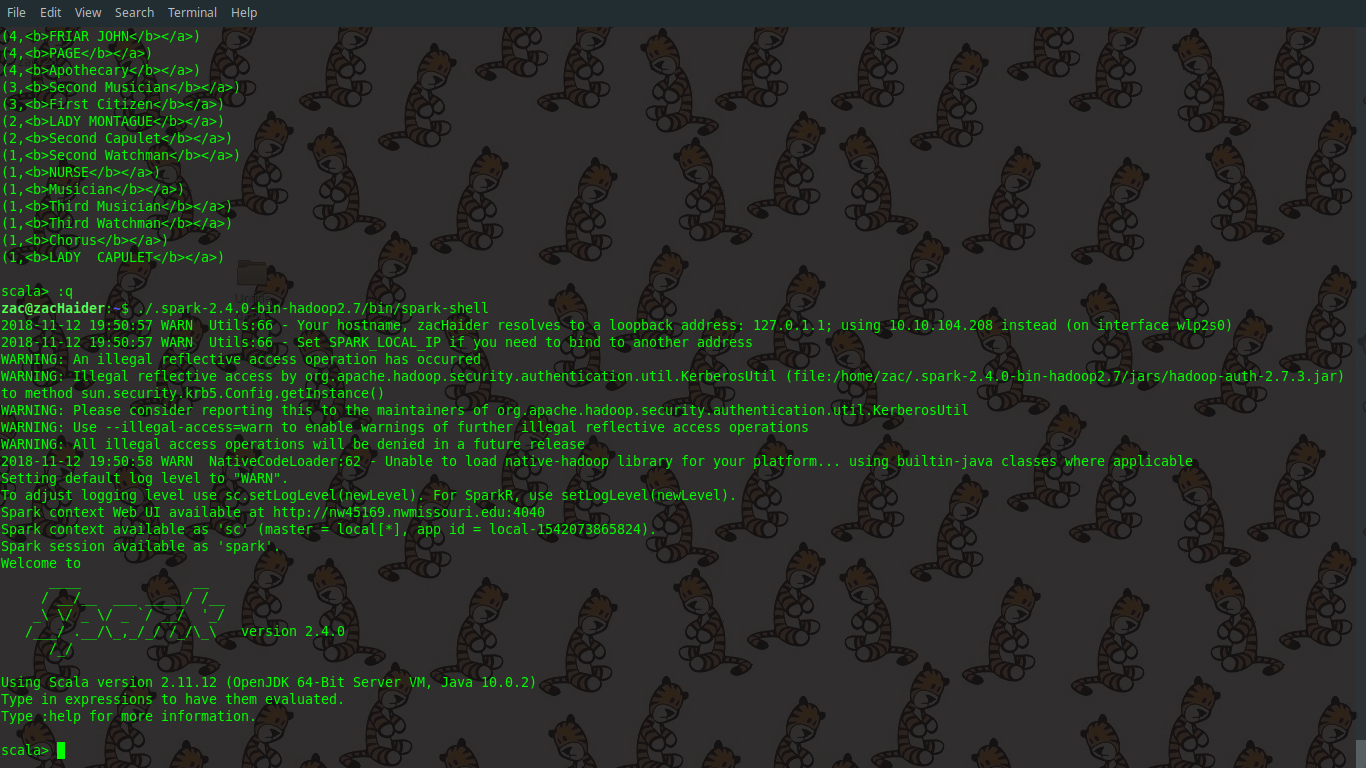 File Edit View Search Terminal Help
(4,<b>FRIAR JOHN</b></a>)
(4,<b>PAGE</b></a>)
(4,<b>Apothecary</b></a>)
(3,<b>Second Musician</b></a>)
(3,<b>First Citizen</b></a>)
(2,<b>LADY MONTAGUE</b></a>)
(2,<b>Second Capulet</b></a>)
(1,<b>Second Watchman</b></a>)
(1,<b>NURSE</b></a>)
(1,<b>Musician</b></a>)
(1,<b>Third Musician</b></a>)
(1,<b>Third Watchman</b></a>)
(1,<b>Chorus</b></a>)
(1,<b>LADY  CAPULET</b></a>)
scala> :q
zac@zacHaider:~$ ./.spark-2.4.0-bin-hadoop2.7/bin/spark-shell
2018-11-12 19:50:57 WARN  Utils:66 - Your hostname, zacHaider resolves to a loopback address: 127.0.1.1; using 10.10.104.208 instead (on interface wlp2s0)
2018-11-12 19:50:57 WARN  Utils:66 - Set SPARK_LOCAL_IP if you need to bind to another address
WARNING: An illegal reflective access operation has occurred
WARNING: Illegal reflective access by org.apache.hadoop.security.authentication.util.KerberosUtil (file:/home/zac/.spark-2.4.0-bin-hadoop2.7/jars/hadoop-auth-2.7.3.jar)
to method sun.security.krb5.Config.getInstance()
WARNING: Please consider reporting this to the maintainers of org.apache.hadoop.security.authentication.util.KerberosUtil
WARNING: Use --illegal-access=warn to enable warnings of further illegal reflective access operations
WARNING: All illegal access operations will be denied in a future release
2018-11-12 19:50:58 WARN  NativeCodeLoader:62 - Unable to load native-hadoop library for your platform... using builtin-java classes where applicable
Setting default log level to "WARN".
To adjust logging level use sc.setLogLevel(newLevel). For SparkR, use setLogLevel(newLevel).
Spark context Web UI available at http://nw45169.nwmissouri.edu:4040
Spark context available as 'sc' (master = local[*], app id = local-1542073865824).
Spark session available as 'spark'.
Welcome to
      ____              __
     / __/__  ___ _____/ /__
    _\ \/ _ \/ _ `/ __/  '_/
   /___/ .__/\_,_/_/ /_/\_\   version 2.4.0
      /_/
Using Scala version 2.11.12 (OpenJDK 64-Bit Server VM, Java 10.0.2)
Type in expressions to have them evaluated.
Type :help for more information.
scala>